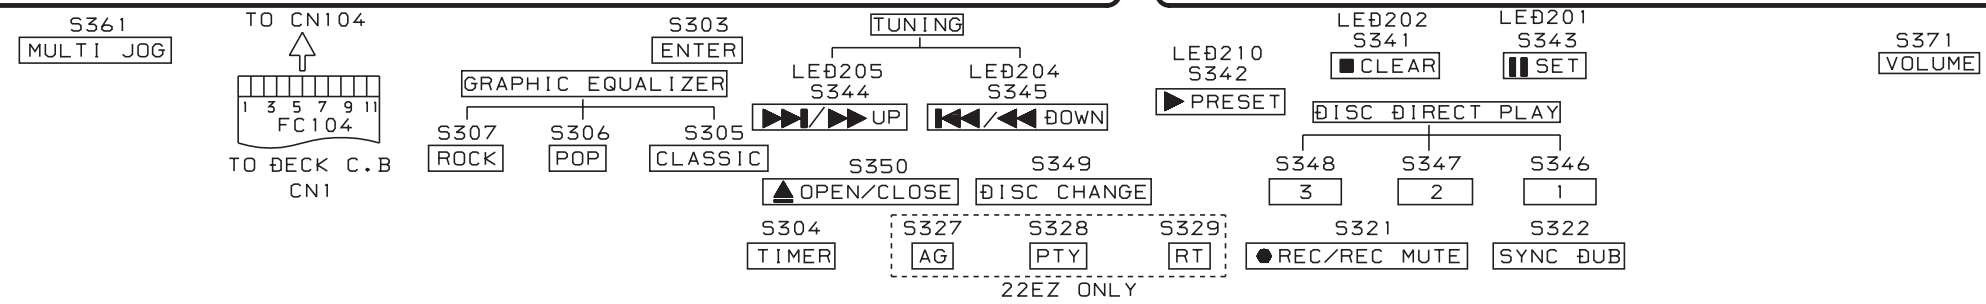 S361
MULTI JOG
TO CN104
1 3 5 7 9 11
FC104
TO DECK C.B
CN1
S303
ENTER
GRAPHIC EQUALIZER
S307
ROCK
S306
POP
S305
CLASSIC
TUNING
LED205
S344
▶▶|/▶▶UP
LED204
S345
|◀◀/◀◀DOWN
LED210
S342
▶PRESET
LED202
S341
■CLEAR
LED201
S343
▮▮SET
S371
VOLUME
DISC DIRECT PLAY
S348
3
S347
2
S346
1
S350
▲OPEN/CLOSE
S349
DISC CHANGE
S304
TIMER
S327
AG
S328
PTY
S329
RT
22EZ ONLY
S321
●REC/REC MUTE
S322
SYNC DUB